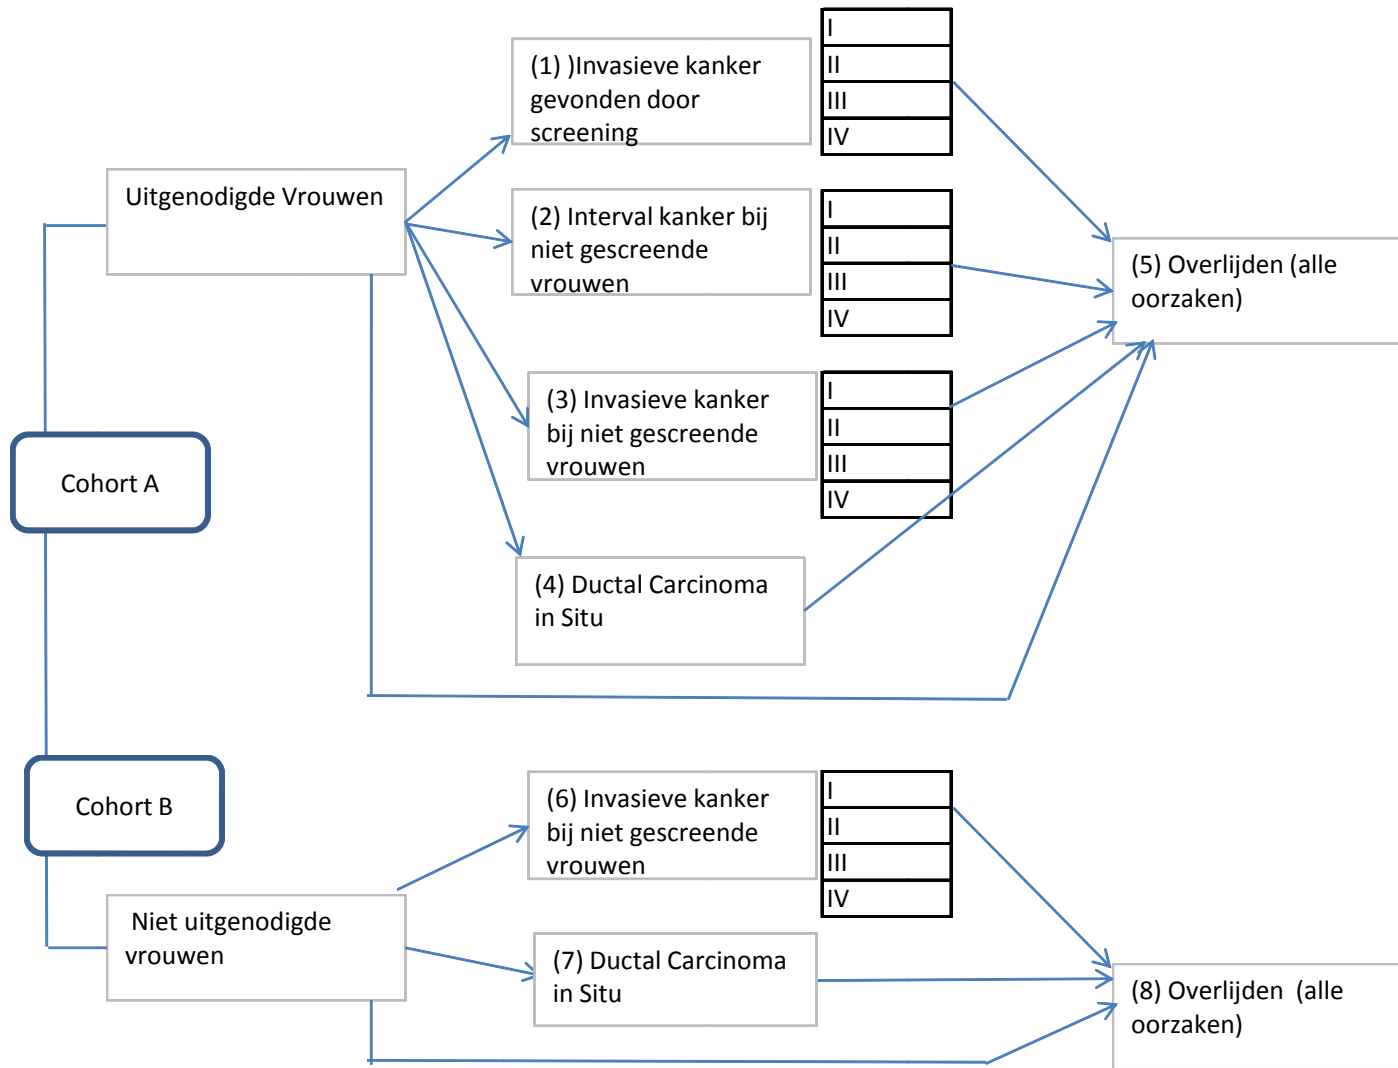 (1) )Invasieve kanker
gevonden door
screening
I
II
III
IV
Uitgenodigde Vrouwen
(2) Interval kanker bij
niet gescreende
vrouwen
I
II
III
IV
(5) Overlijden (alle
oorzaken)
(3) Invasieve kanker
bij niet gescreende
vrouwen
I
II
III
IV
Cohort A
(4) Ductal Carcinoma
in Situ
Cohort B
(6) Invasieve kanker
bij niet gescreende
vrouwen
I
II
III
IV
Niet uitgenodigde
vrouwen
(7) Ductal Carcinoma
in Situ
(8) Overlijden (alle
oorzaken)